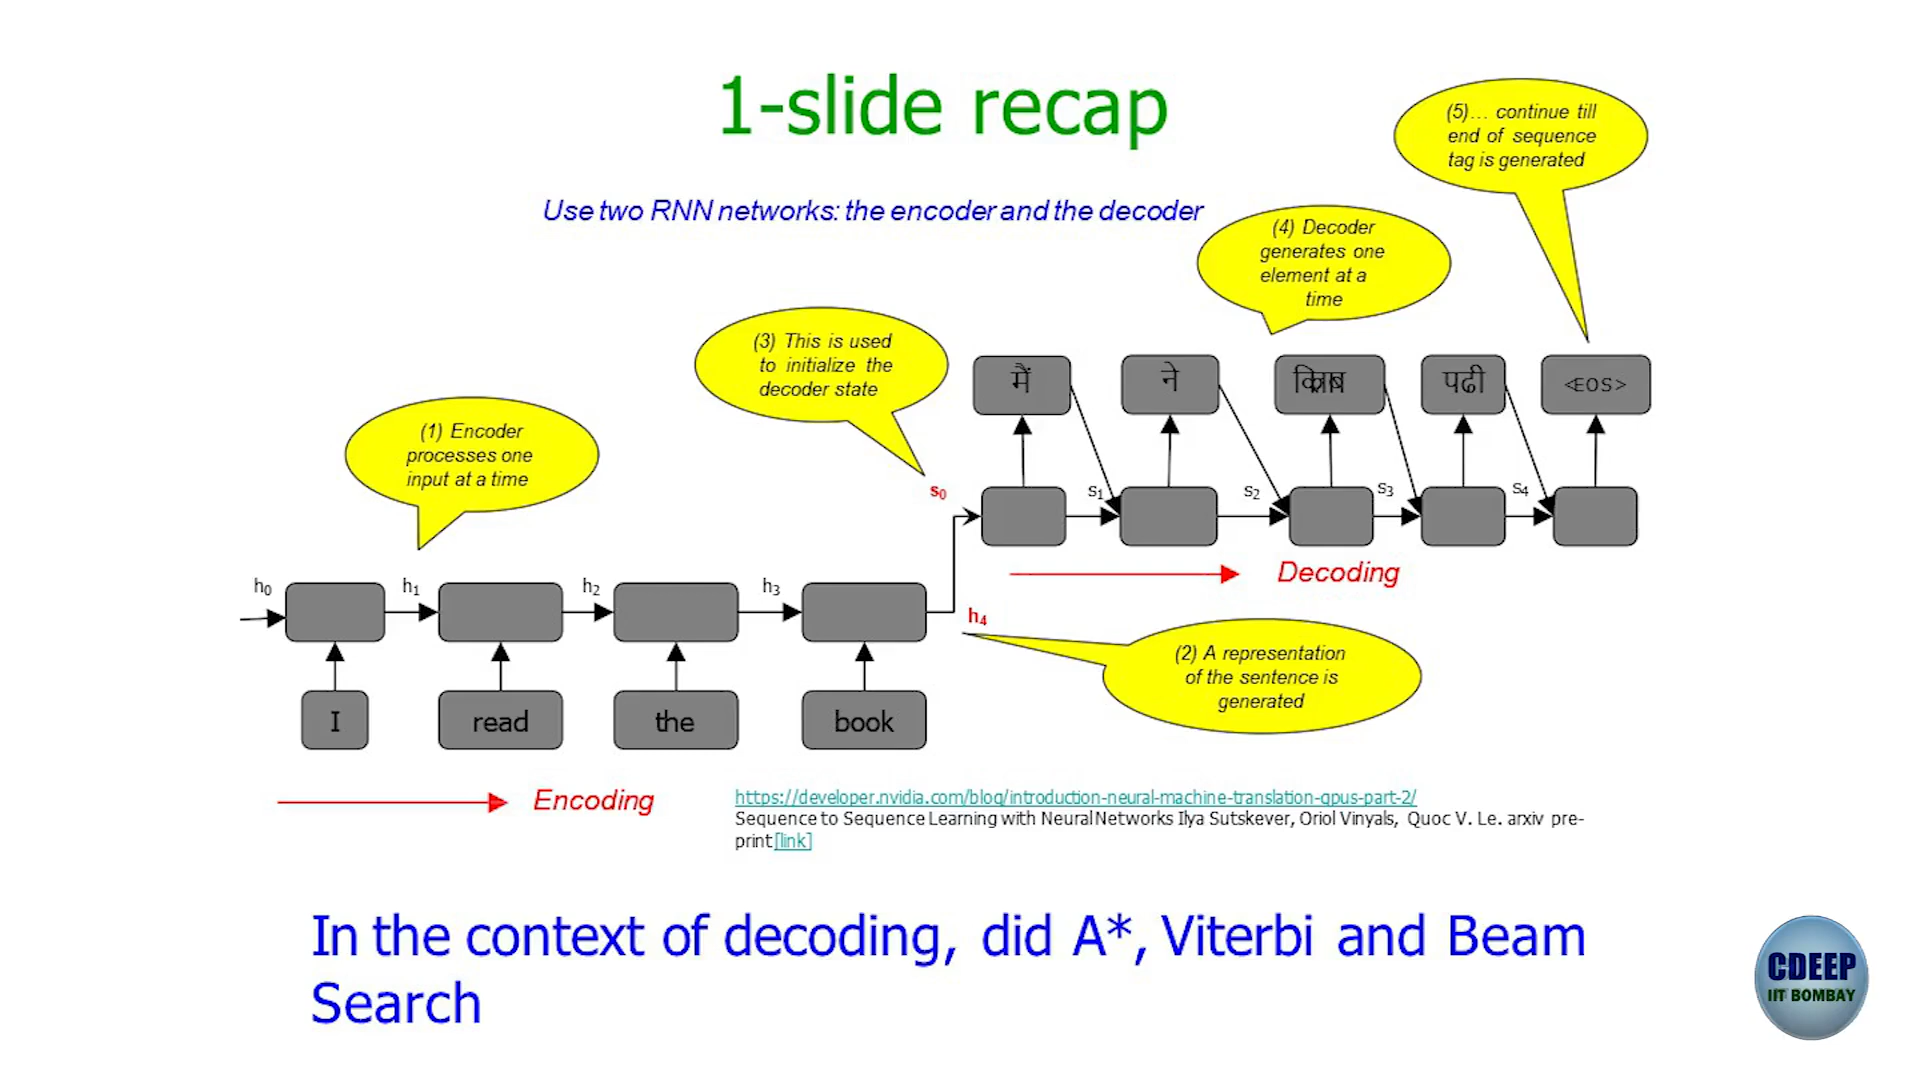 1-slide recap
Use two RNN networks: the encoder and the decoder
(5)... continue till
end of sequence
tag is generated
(4) Decoder
generates one
element at a
time
(3) This is used
to initialize the
decoder state
(1) Encoder
processes one
input at a time
मैं ने पढी <EOS>
s₀ s₁ s₂ s₃ s₄
Decoding
h₀ h₁ h₂ h₃ h₄
(2) A representation
of the sentence is
generated
I read the book
Encoding
https://developer.nvidia.com/blog/introduction-neural-machine-translation-gpus-part-2/
Sequence to Sequence Learning with Neural Networks Ilya Sutskever, Oriol Vinyals, Quoc V. Le. arxiv pre-
print[link]
In the context of decoding, did A*, Viterbi and Beam
Search
CDEEP
IIT BOMBAY